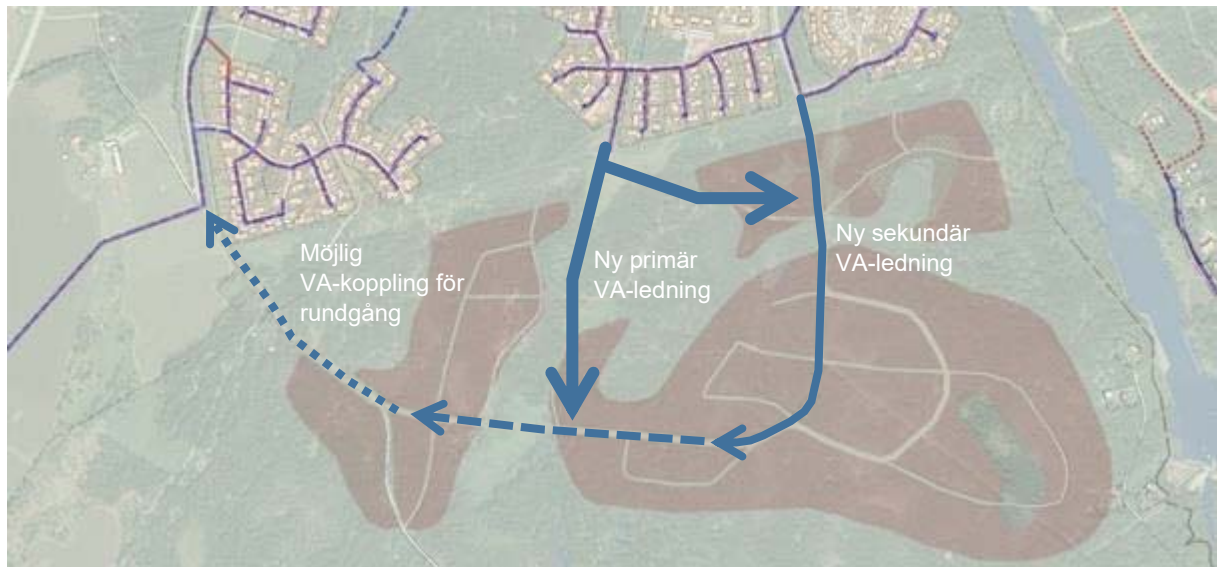 Möjlig
VA-koppling för
rundgång
Ny primär
VA-ledning
Ny sekundär
VA-ledning